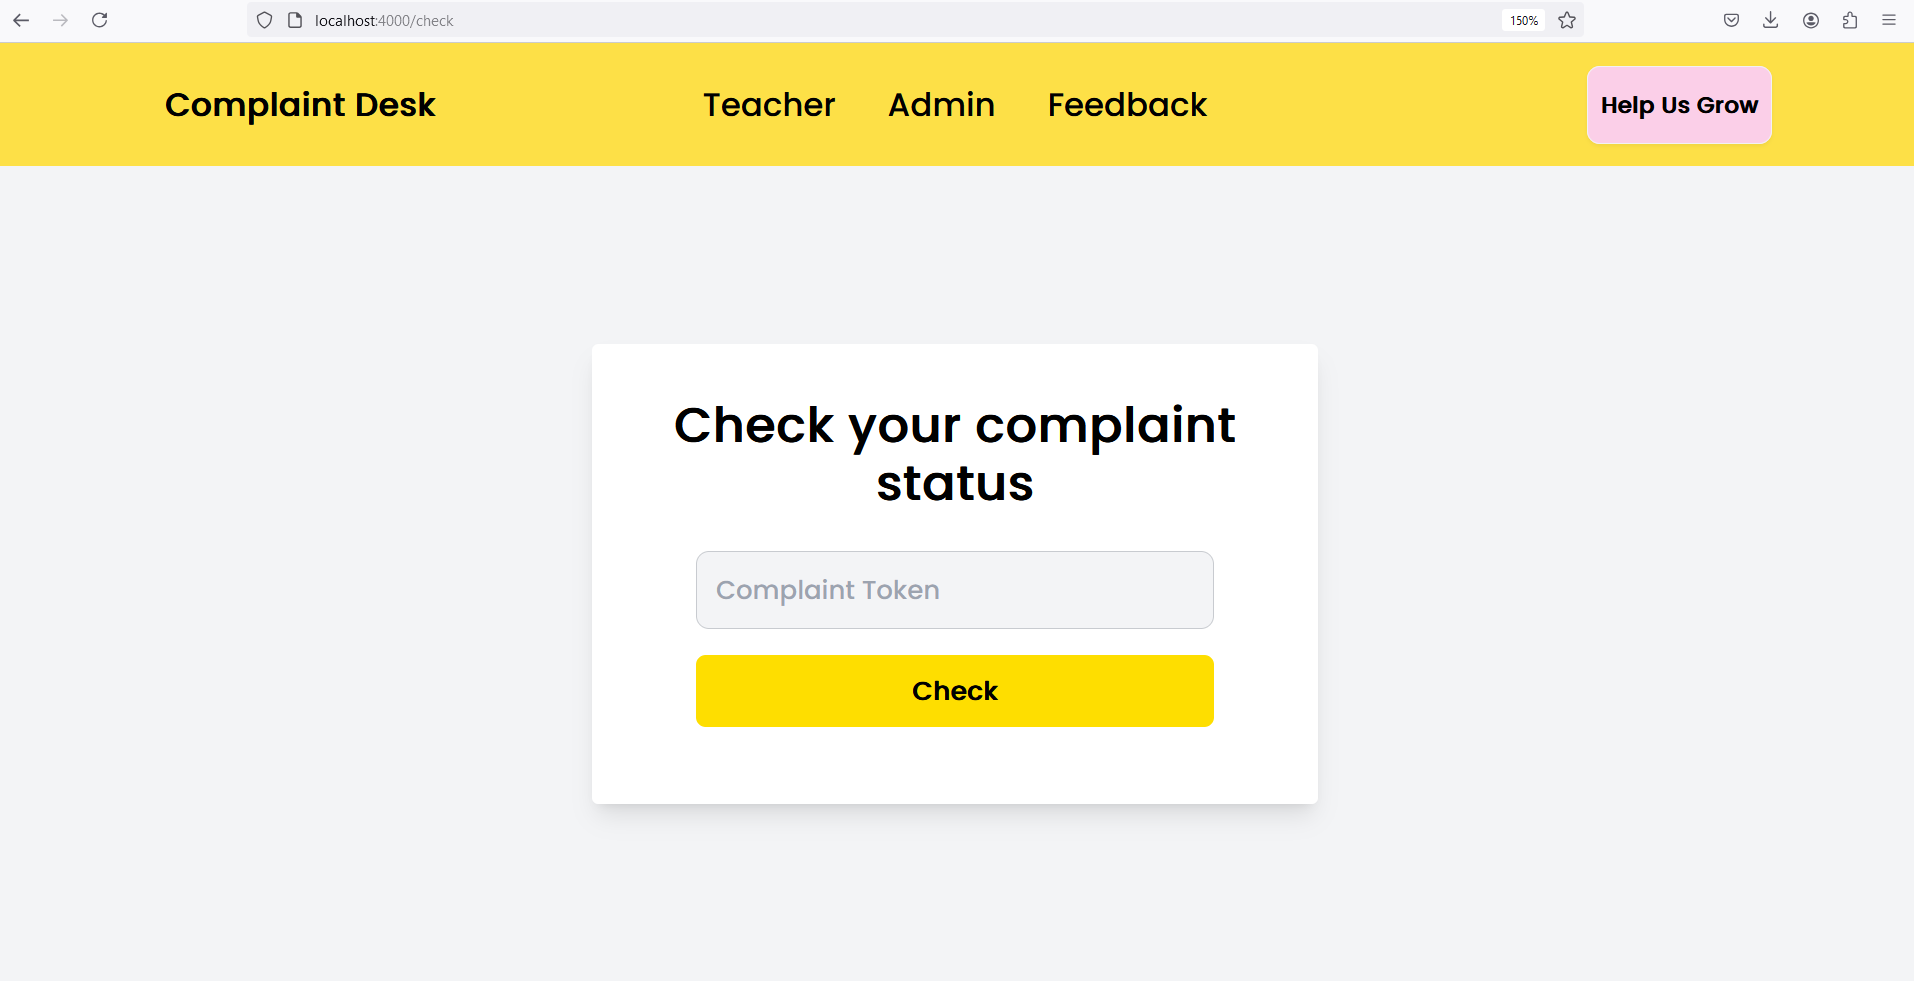 localhost:4000/check
150%
Complaint Desk
Teacher
Admin
Feedback
Help Us Grow
Check your complaint
status
Complaint Token
Check